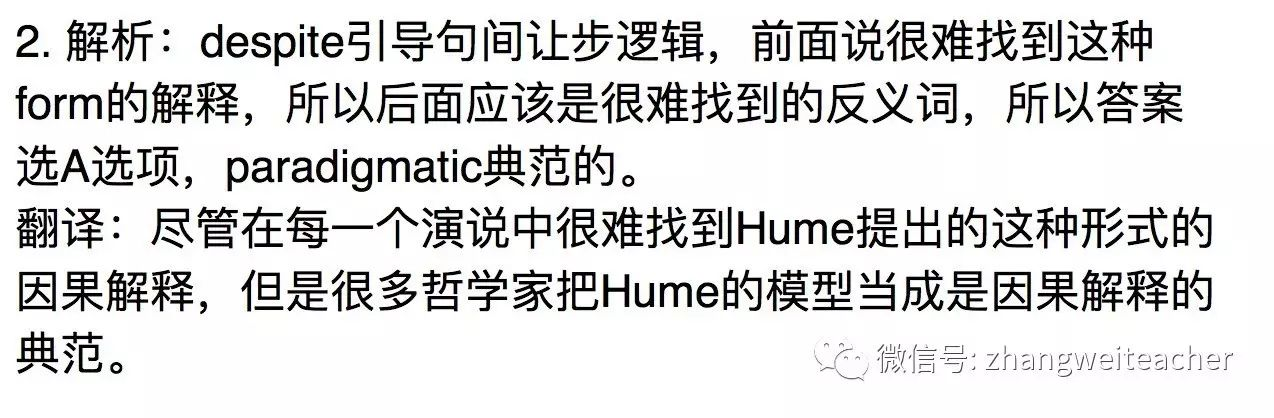 2. 解析：despite引导句间让步逻辑，前面说很难找到这种
form的解释，所以后面应该是很难找到的反义词，所以答案
选A选项，paradigmatic典范的。
翻译：尽管在每一个演说中很难找到Hume提出的这种形式的
因果解释，但是很多哲学家把Hume的模型当成是因果解释的
典范。
微信号: zhangweiteacher